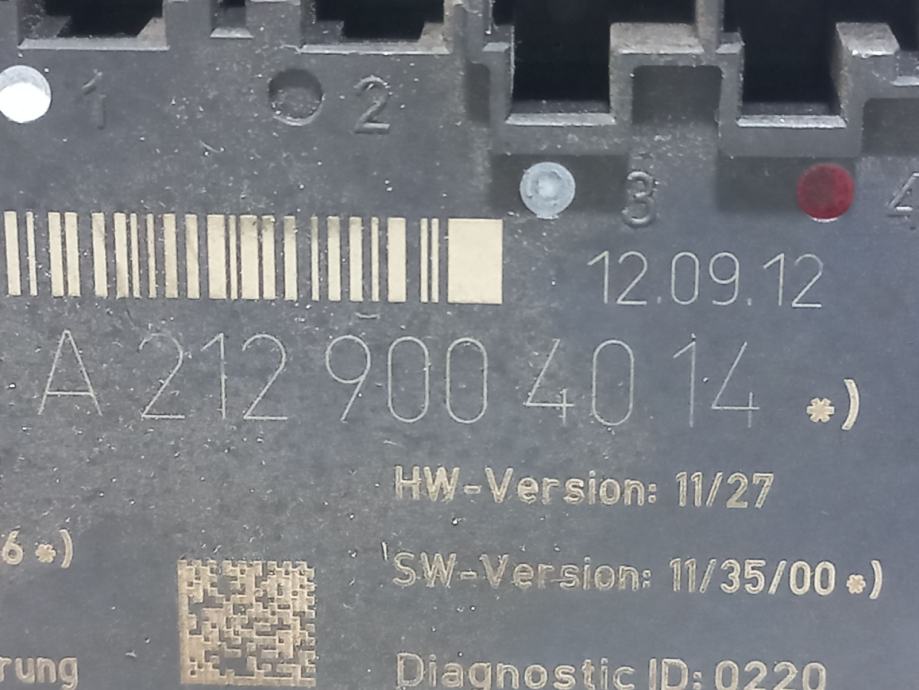 1 2
3 4
12.09.12
A 212 900 40 14 *)
HW-Version: 11/27
6 *)
SW-Version: 11/35/00 *)
rung
Diagnostic ID: 0220